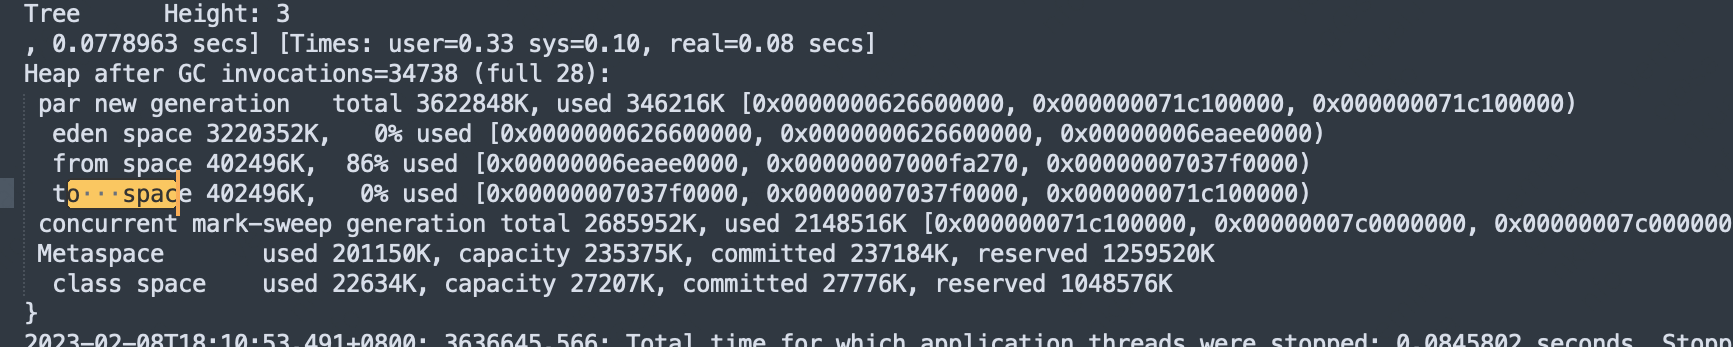 Tree      Height: 3
, 0.0778963 secs] [Times: user=0.33 sys=0.10, real=0.08 secs]
Heap after GC invocations=34738 (full 28):
 par new generation   total 3622848K, used 346216K [0x0000000626600000, 0x000000071c100000, 0x000000071c100000)
  eden space 3220352K,   0% used [0x0000000626600000, 0x0000000626600000, 0x00000006eaee0000)
  from space 402496K,  86% used [0x00000006eaee0000, 0x00000007000fa270, 0x00000007037f0000)
  to   space 402496K,   0% used [0x00000007037f0000, 0x00000007037f0000, 0x000000071c100000)
 concurrent mark-sweep generation total 2685952K, used 2148516K [0x000000071c100000, 0x00000007c0000000, 0x00000007c000000
 Metaspace       used 201150K, capacity 235375K, committed 237184K, reserved 1259520K
  class space    used 22634K, capacity 27207K, committed 27776K, reserved 1048576K
}
2023-02-08T18:10:53.491+0800: 3636645.566: Total time for which application threads were stopped: 0.0845802 seconds, Stopp